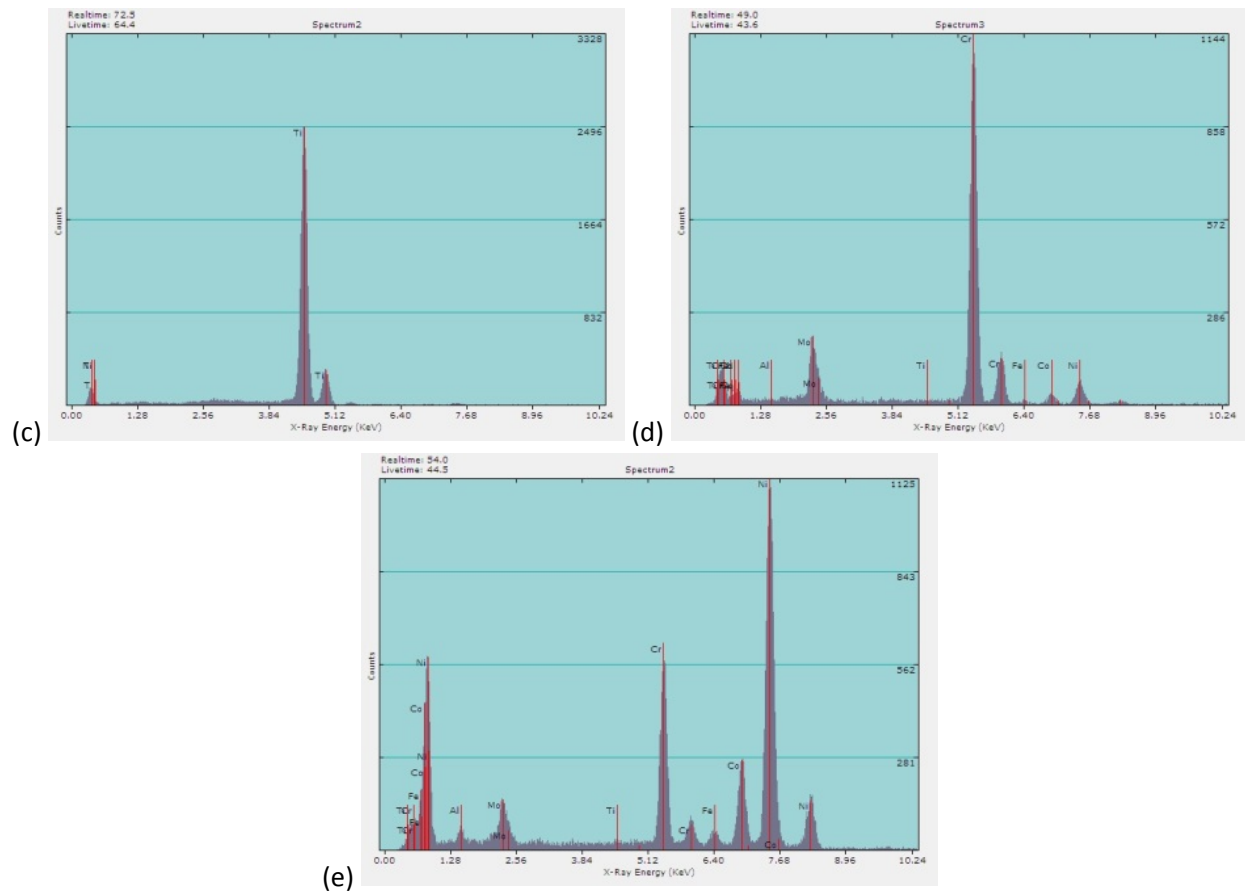 Realtime: 72.5
Livetime: 64.4
Spectrum2
3328
2496
1664
832
Counts
Ti
Ti
0.00 1.28 2.56 3.84 5.12 6.40 7.68 8.96 10.24
X-Ray Energy (KeV)
(c)
Realtime: 49.0
Livetime: 43.6
Spectrum3
1144
858
572
286
Counts
Cr
Mo
Al
Mo
Ti
Cr
Fe
Co
Ni
0.00 1.28 2.56 3.84 5.12 6.40 7.68 8.96 10.24
X-Ray Energy (KeV)
(d)
Realtime: 54.0
Livetime: 44.5
Spectrum2
1125
843
562
281
Counts
Ni
Co
Ni
Co
Fe
Al
Mo
Mo
Ti
Cr
Cr
Fe
Co
Ni
Co
Ni
0.00 1.28 2.56 3.84 5.12 6.40 7.68 8.96 10.24
X-Ray Energy (KeV)
(e)